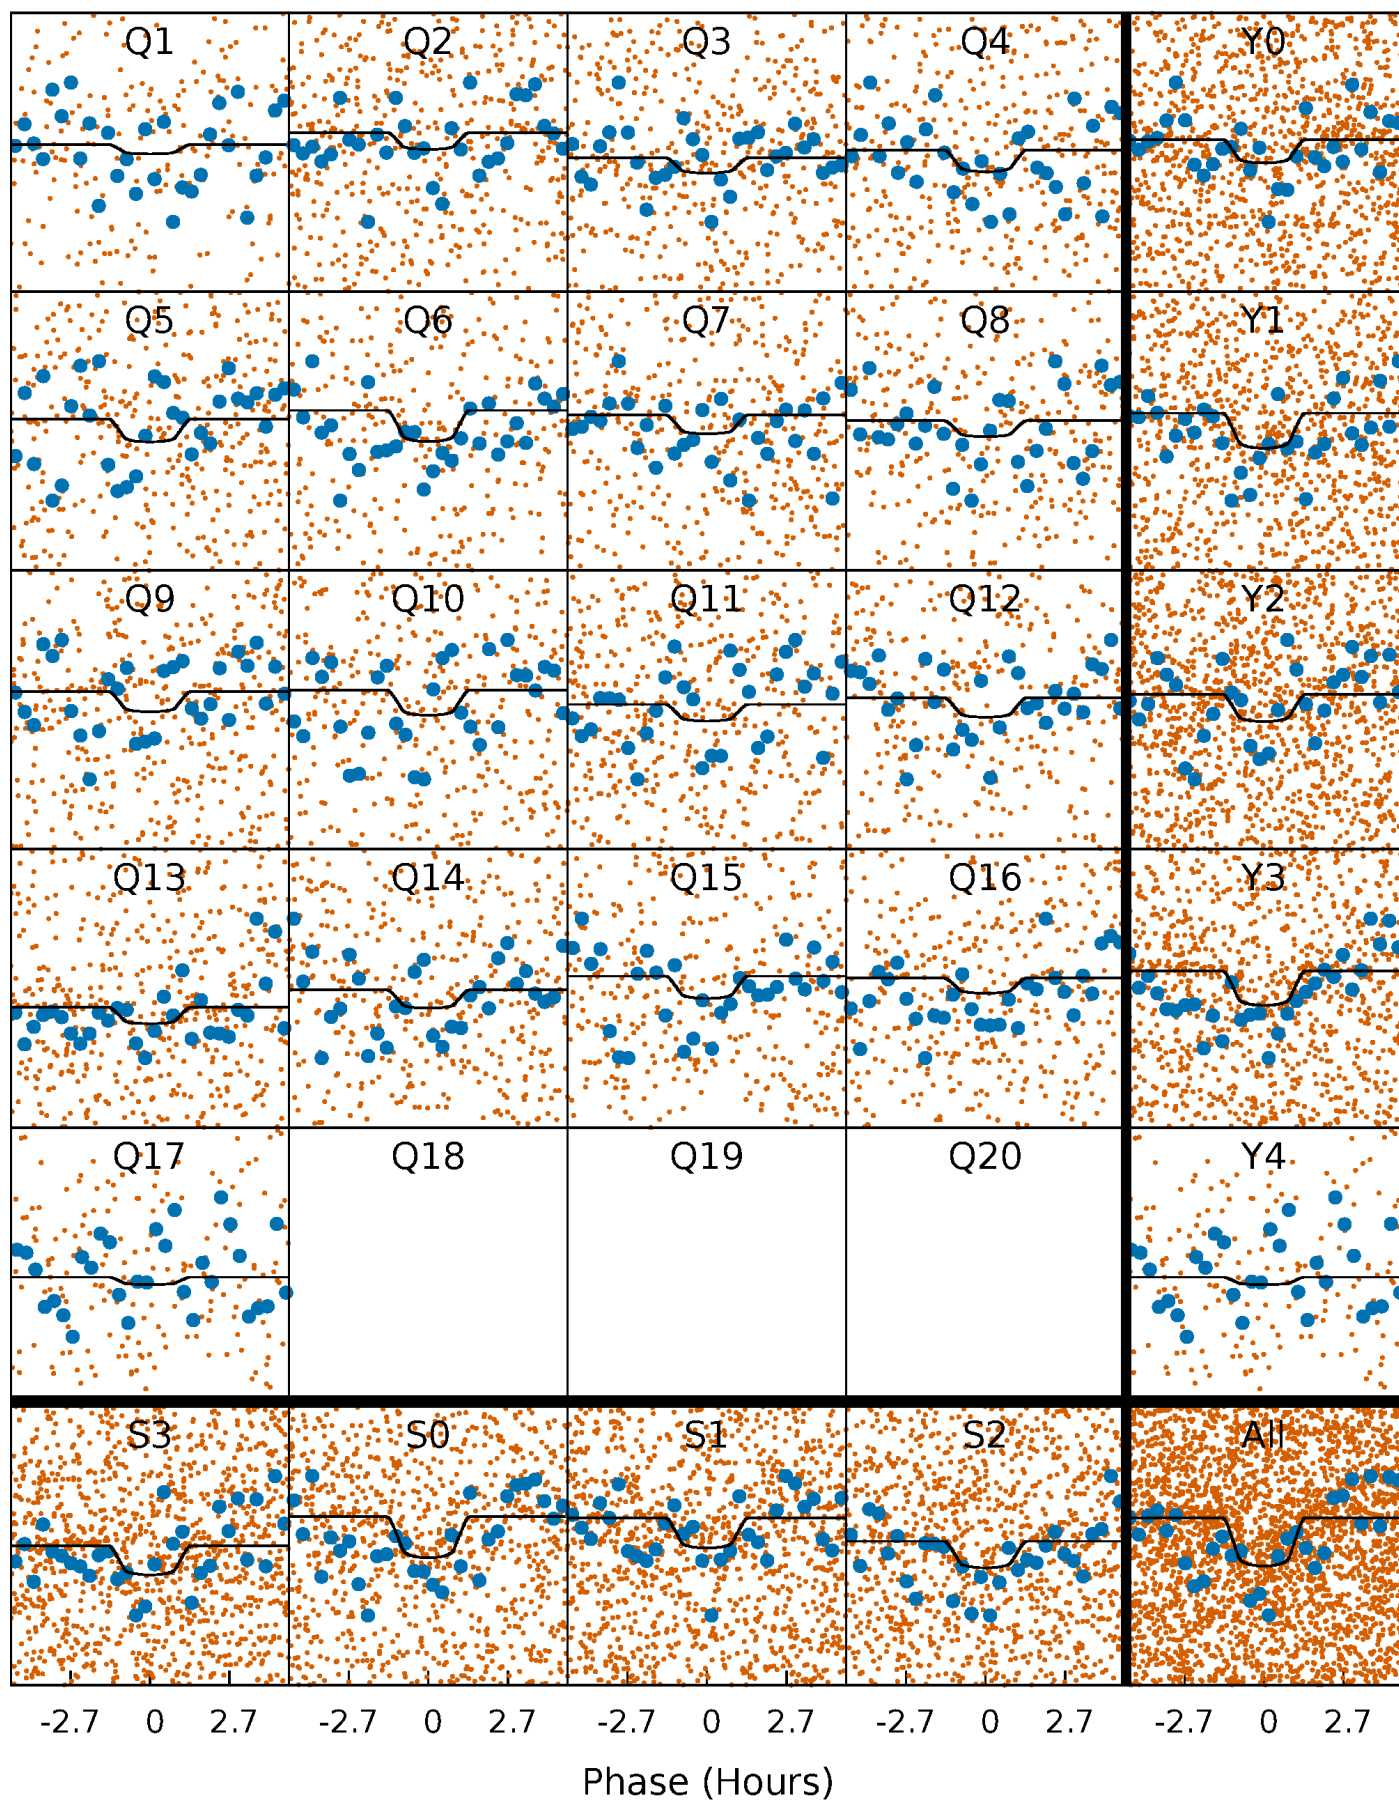 Q1 Q2 Q3 Q4 Y0
Q5 Q6 Q7 Q8 Y1
Q9 Q10 Q11 Q12 Y2
Q13 Q14 Q15 Q16 Y3
Q17 Q18 Q19 Q20 Y4
S3 S0 S1 S2 All
-2.7 0 2.7 -2.7 0 2.7 -2.7 0 2.7 -2.7 0 2.7 -2.7 0 2.7
Phase (Hours)